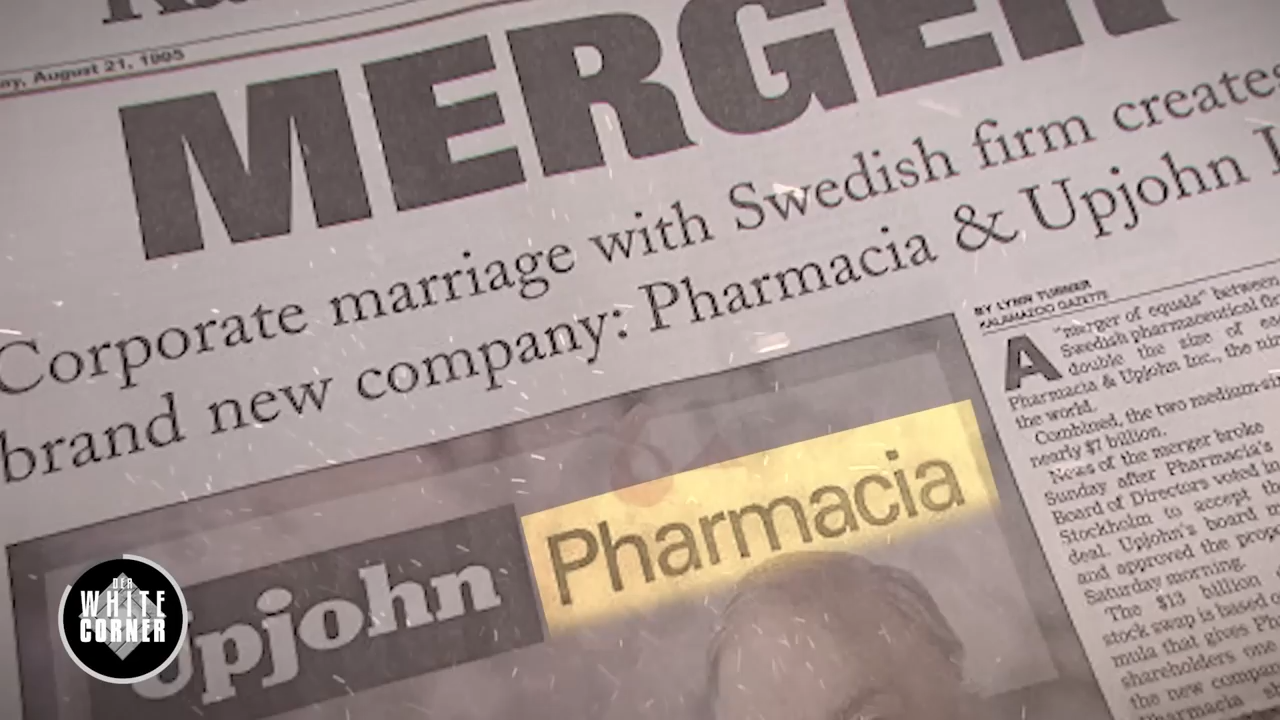 ay, August 21, 1995
MERGER
Corporate marriage with Swedish firm creates
brand new company: Pharmacia & Upjohn
BY LYNN TURNER
KALAMAZOO GAZETTE
A "merger of equals" between
Swedish pharmaceutical
double the size of
Pharmacia & Upjohn Inc., the
the world.
Combined, the two
nearly $7 billion.
News of the merger broke
Sunday after Pharmacia's
Board of Directors voted in
Stockholm to accept
deal. Upjohn's board
and approved the
Saturday morning.
The $13 billion
stock swap is based
mula that gives
shareholders one
the new
Pharmacia
Upjohn
Pharmacia
DER
WHITE
CORNER